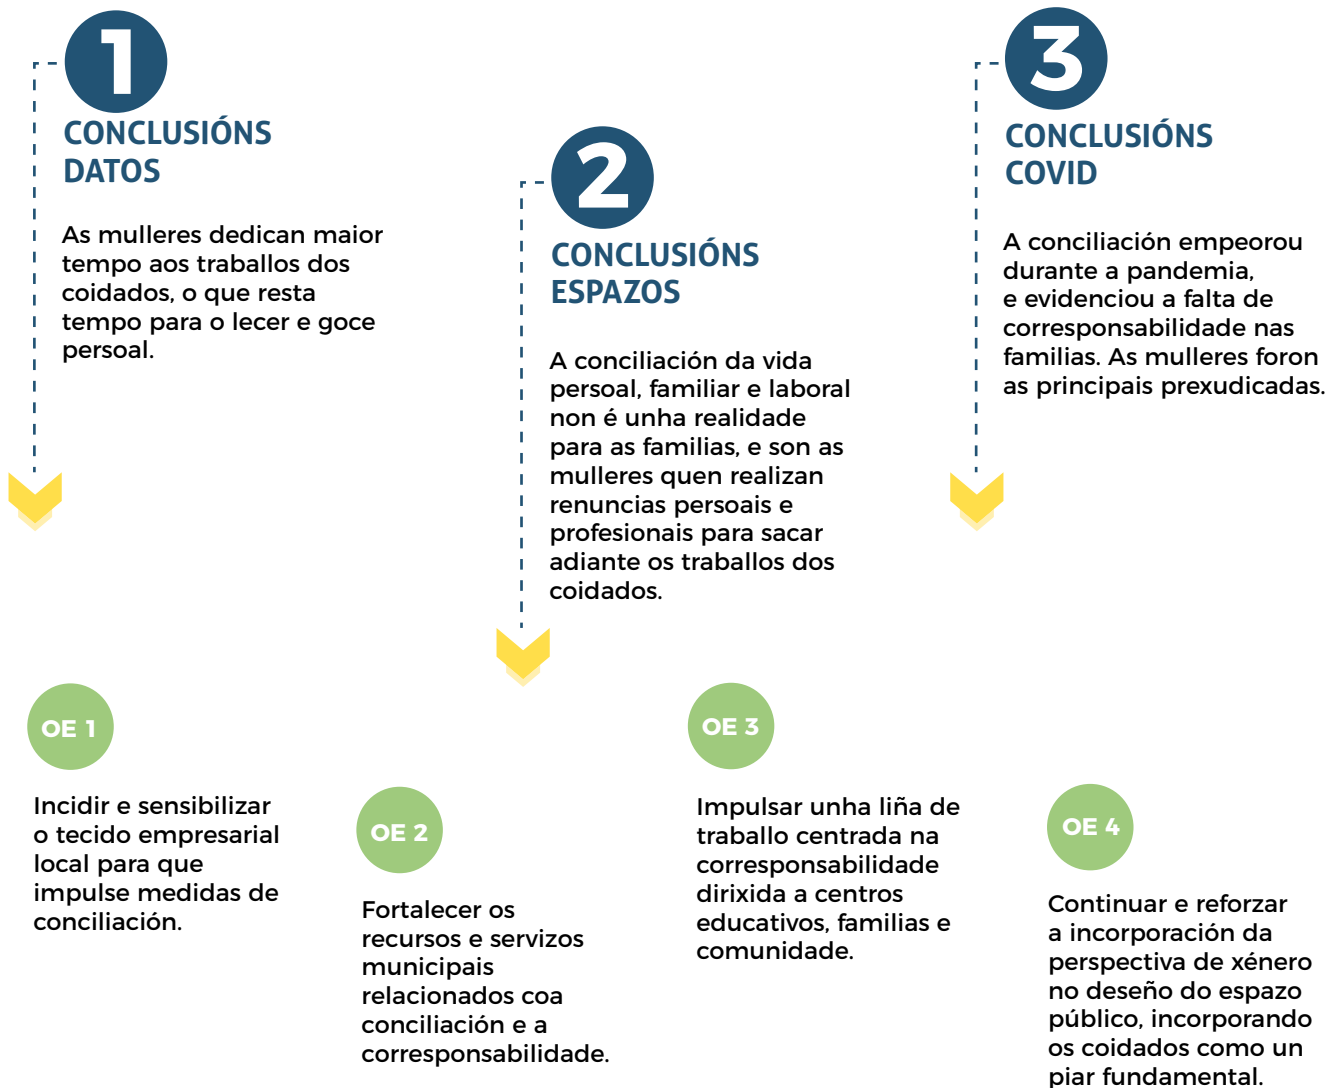 1
CONCLUSIÓNS
DATOS
As mulleres dedican maior
tempo aos traballos dos
coidados, o que resta
tempo para o lecer e goce
persoal.
2
CONCLUSIÓNS
ESPAZOS
A conciliación da vida
persoal, familiar e laboral
non é unha realidade
para as familias, e son as
mulleres quen realizan
renuncias persoais e
profesionais para sacar
adiante os traballos dos
coidados.
3
CONCLUSIÓNS
COVID
A conciliación empeorou
durante a pandemia,
e evidenciou a falta de
corresponsabilidade nas
familias. As mulleres foron
as principais prexudicadas.
OE 1
Incidir e sensibilizar
o tecido empresarial
local para que
impulse medidas de
conciliación.
OE 2
Fortalecer os
recursos e servizos
municipais
relacionados coa
conciliación e a
corresponsabilidade.
OE 3
Impulsar unha liña de
traballo centrada na
corresponsabilidade
dirixida a centros
educativos, familias e
comunidade.
OE 4
Continuar e reforzar
a incorporación da
perspectiva de xénero
no deseño do espazo
público, incorporando
os coidados como un
piar fundamental.